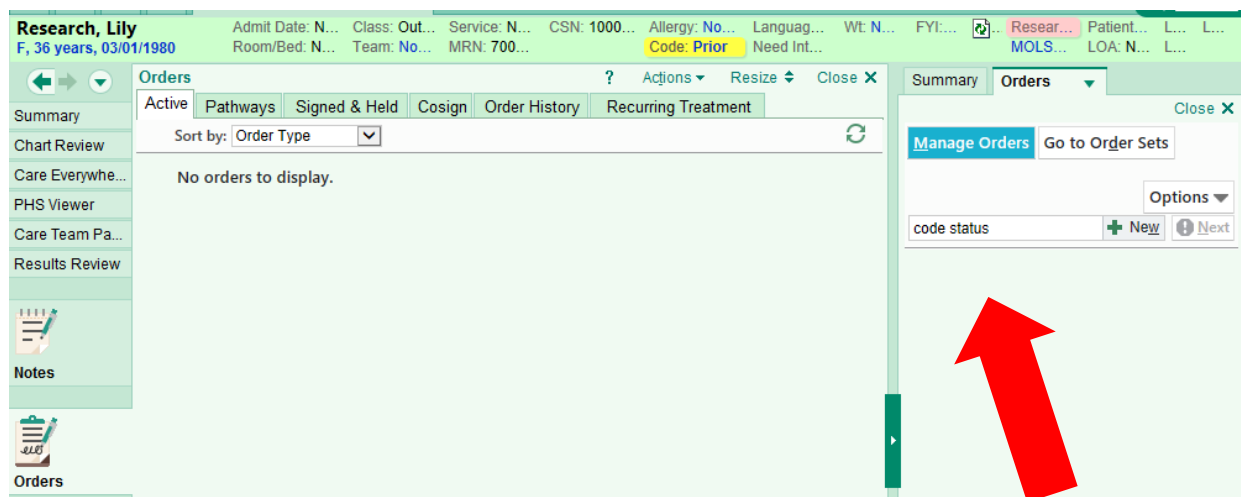 Research, Lily Admit Date: N... Class: Out... Service: N... CSN: 1000... Allergy: No... Languag... Wt: N... FYI:... Resear... Patient... L... L...
F, 36 years, 03/01/1980 Room/Bed: N... Team: No... MRN: 700... Code: Prior Need Int... MOLS... LOA: N... L...
Orders ? Actions Resize Close X
Summary Orders
Active Pathways Signed & Held Cosign Order History Recurring Treatment
Close X
Sort by: Order Type
Manage Orders Go to Order Sets
No orders to display.
Options
code status + New Next
Summary
Chart Review
Care Everywhe...
PHS Viewer
Care Team Pa...
Results Review
Notes
Orders